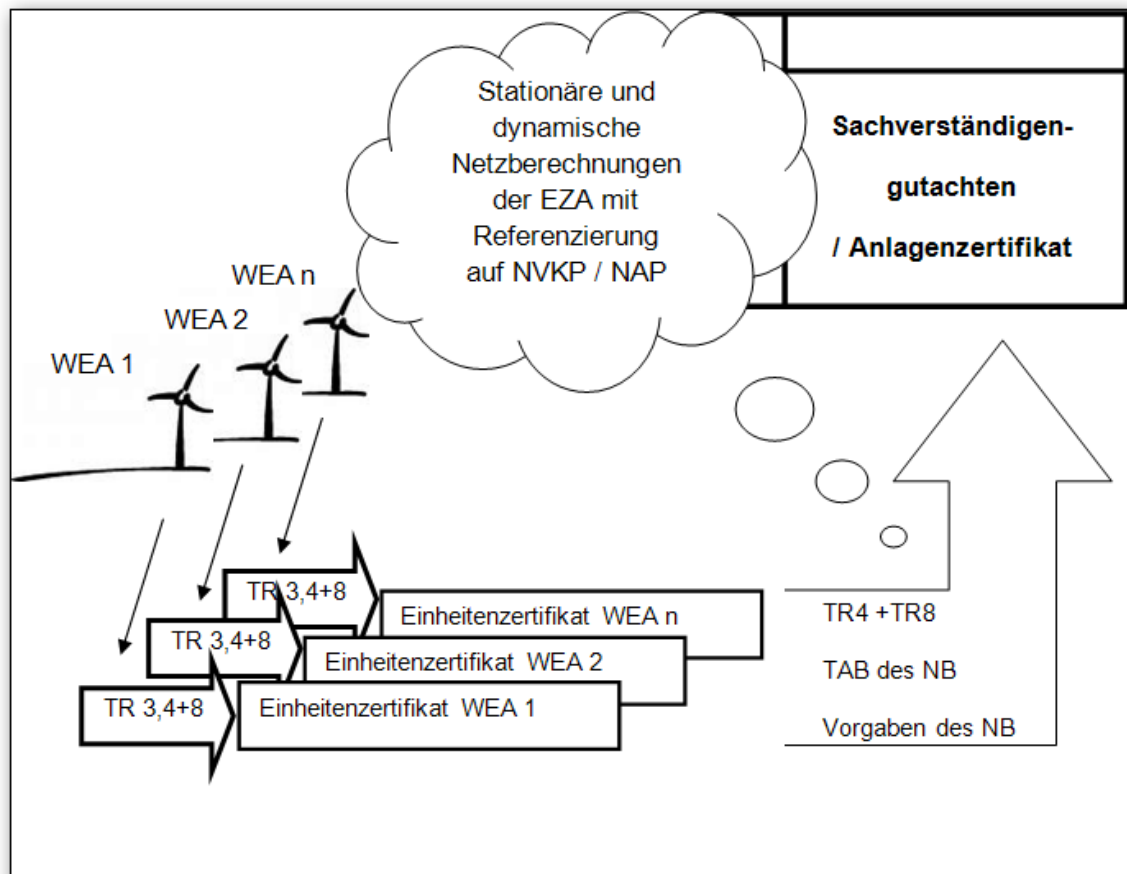 Stationäre und
dynamische
Netzberechnungen
der EZA mit
Referenzierung
auf NVKP / NAP
Sachverständigen-
gutachten
/ Anlagenzertifikat
WEA n
WEA 2
WEA 1
TR 3,4+8
Einheitenzertifikat WEA n
TR 3,4+8
Einheitenzertifikat WEA 2
TR 3,4+8
Einheitenzertifikat WEA 1
TR4 +TR8
TAB des NB
Vorgaben des NB